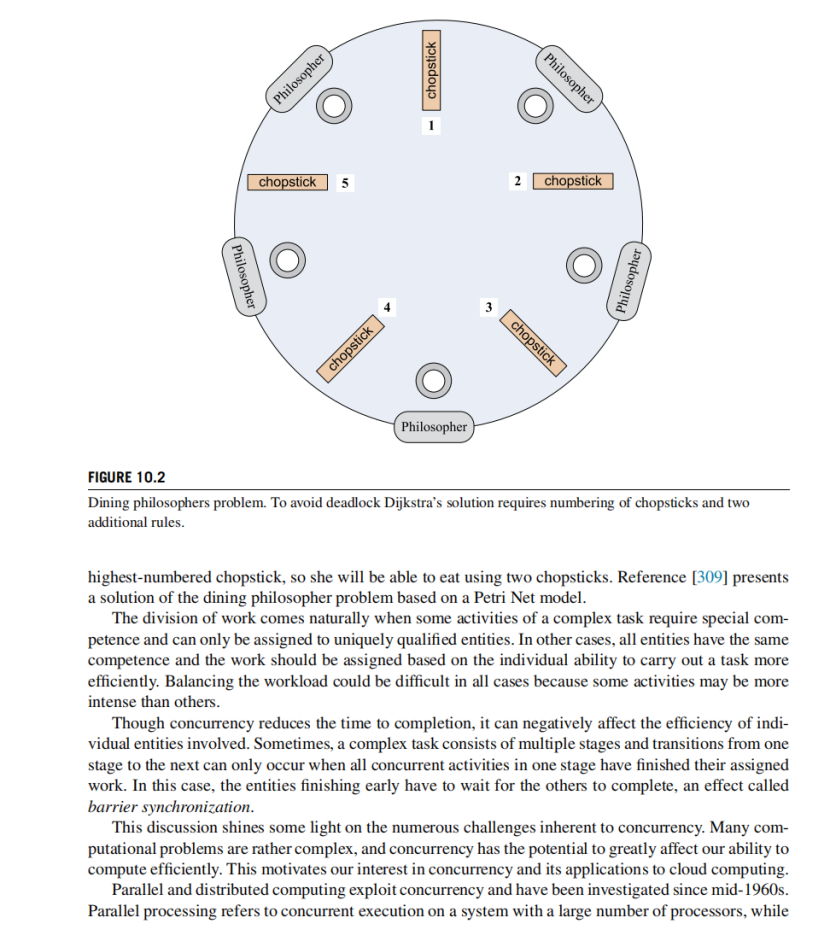 Philosopher
chopstick
Philosopher
1
chopstick
5
2
chopstick
Philosopher
Philosopher
4
3
chopstick
chopstick
Philosopher
FIGURE 10.2
Dining philosophers problem. To avoid deadlock Dijkstra's solution requires numbering of chopsticks and two
additional rules.
highest-numbered chopstick, so she will be able to eat using two chopsticks. Reference [309] presents
a solution of the dining philosopher problem based on a Petri Net model.
The division of work comes naturally when some activities of a complex task require special com-
petence and can only be assigned to uniquely qualified entities. In other cases, all entities have the same
competence and the work should be assigned based on the individual ability to carry out a task more
efficiently. Balancing the workload could be difficult in all cases because some activities may be more
intense than others.
Though concurrency reduces the time to completion, it can negatively affect the efficiency of indi-
vidual entities involved. Sometimes, a complex task consists of multiple stages and transitions from one
stage to the next can only occur when all concurrent activities in one stage have finished their assigned
work. In this case, the entities finishing early have to wait for the others to complete, an effect called
barrier synchronization.
This discussion shines some light on the numerous challenges inherent to concurrency. Many com-
putational problems are rather complex, and concurrency has the potential to greatly affect our ability to
compute efficiently. This motivates our interest in concurrency and its applications to cloud computing.
Parallel and distributed computing exploit concurrency and have been investigated since mid-1960s.
Parallel processing refers to concurrent execution on a system with a large number of processors, while